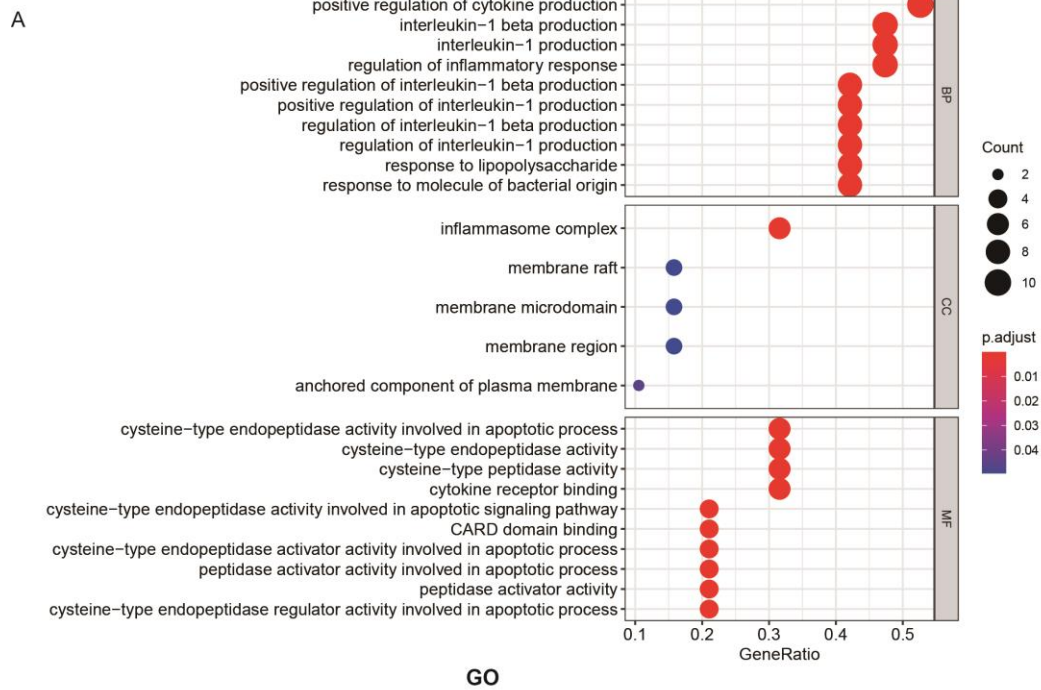 A
positive regulation of cytokine production
interleukin−1 beta production
interleukin−1 production
regulation of inflammatory response
positive regulation of interleukin−1 beta production
positive regulation of interleukin−1 production
regulation of interleukin−1 beta production
regulation of interleukin−1 production
response to lipopolysaccharide
response to molecule of bacterial origin
BP
inflammasome complex
membrane raft
membrane microdomain
membrane region
anchored component of plasma membrane
CC
cysteine−type endopeptidase activity involved in apoptotic process
cysteine−type endopeptidase activity
cysteine−type peptidase activity
cytokine receptor binding
cysteine−type endopeptidase activity involved in apoptotic signaling pathway
CARD domain binding
cysteine−type endopeptidase activator activity involved in apoptotic process
peptidase activator activity involved in apoptotic process
peptidase activator activity
cysteine−type endopeptidase regulator activity involved in apoptotic process
MF
0.1 0.2 0.3 0.4 0.5
GeneRatio
GO
Count
2
4
6
8
10
p.adjust
0.01
0.02
0.03
0.04